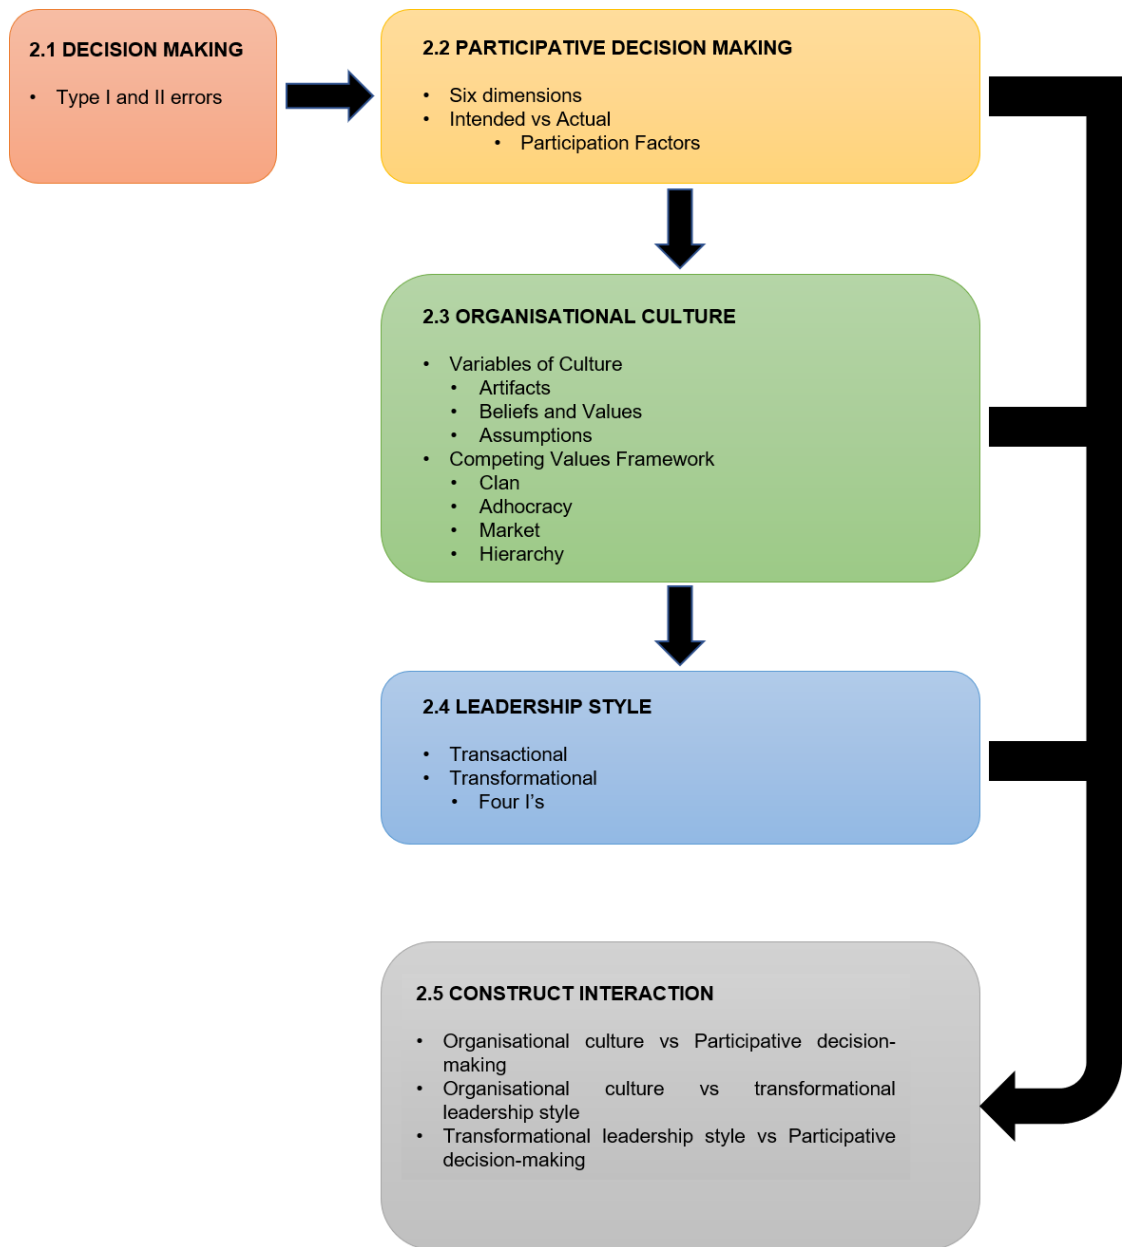 2.1 DECISION MAKING
• Type I and II errors
2.2 PARTICIPATIVE DECISION MAKING
• Six dimensions
• Intended vs Actual
• Participation Factors
2.3 ORGANISATIONAL CULTURE
• Variables of Culture
• Artifacts
• Beliefs and Values
• Assumptions
• Competing Values Framework
• Clan
• Adhocracy
• Market
• Hierarchy
2.4 LEADERSHIP STYLE
• Transactional
• Transformational
• Four I's
2.5 CONSTRUCT INTERACTION
• Organisational culture vs Participative decision-
making
• Organisational culture vs transformational
leadership style
• Transformational leadership style vs Participative
decision-making